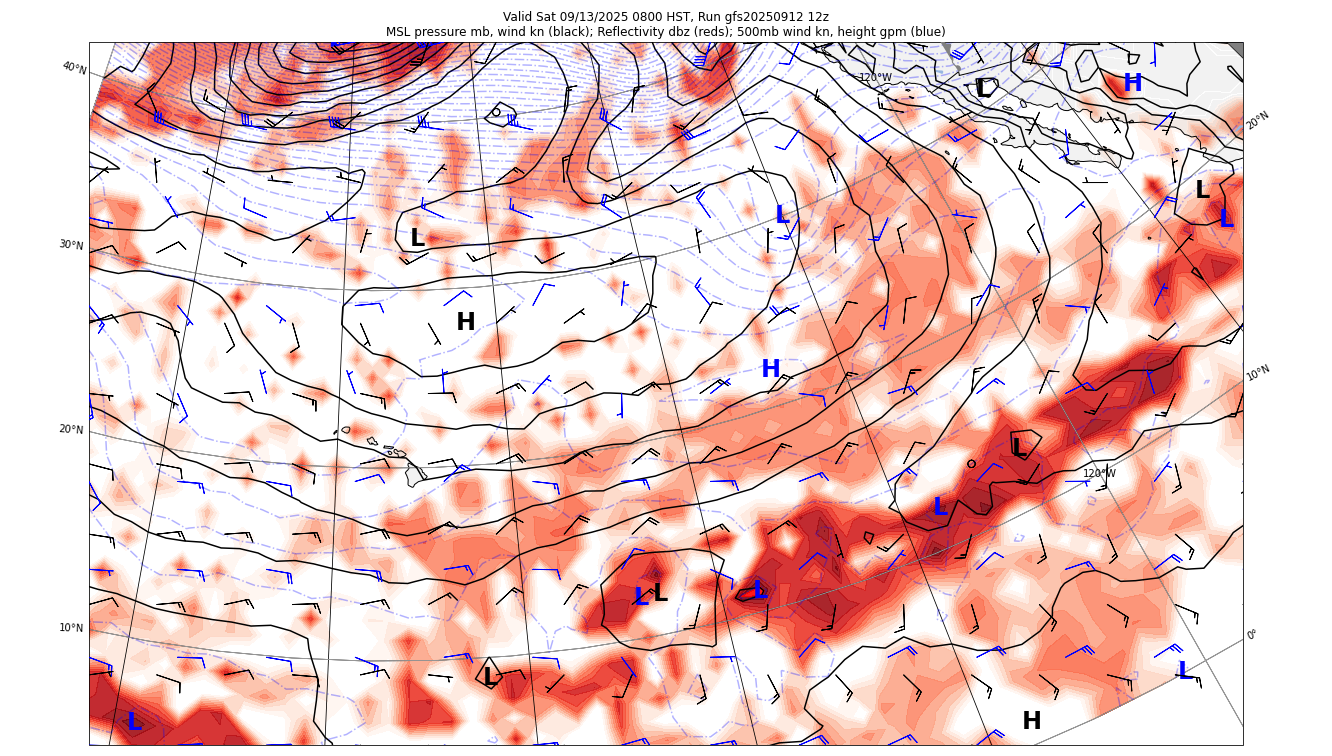 Valid Sat 09/13/2025 0800 HST, Run gfs20250912 12z
MSL pressure mb, wind kn (black); Reflectivity dbz (reds); 500mb wind kn, height gpm (blue)
40°N
120°W
L
H
20°N
L
L
L
30°N
L
H
H
10°N
20°N
L
120°W
L
L
L
L
10°N
0°
L
L
H
L